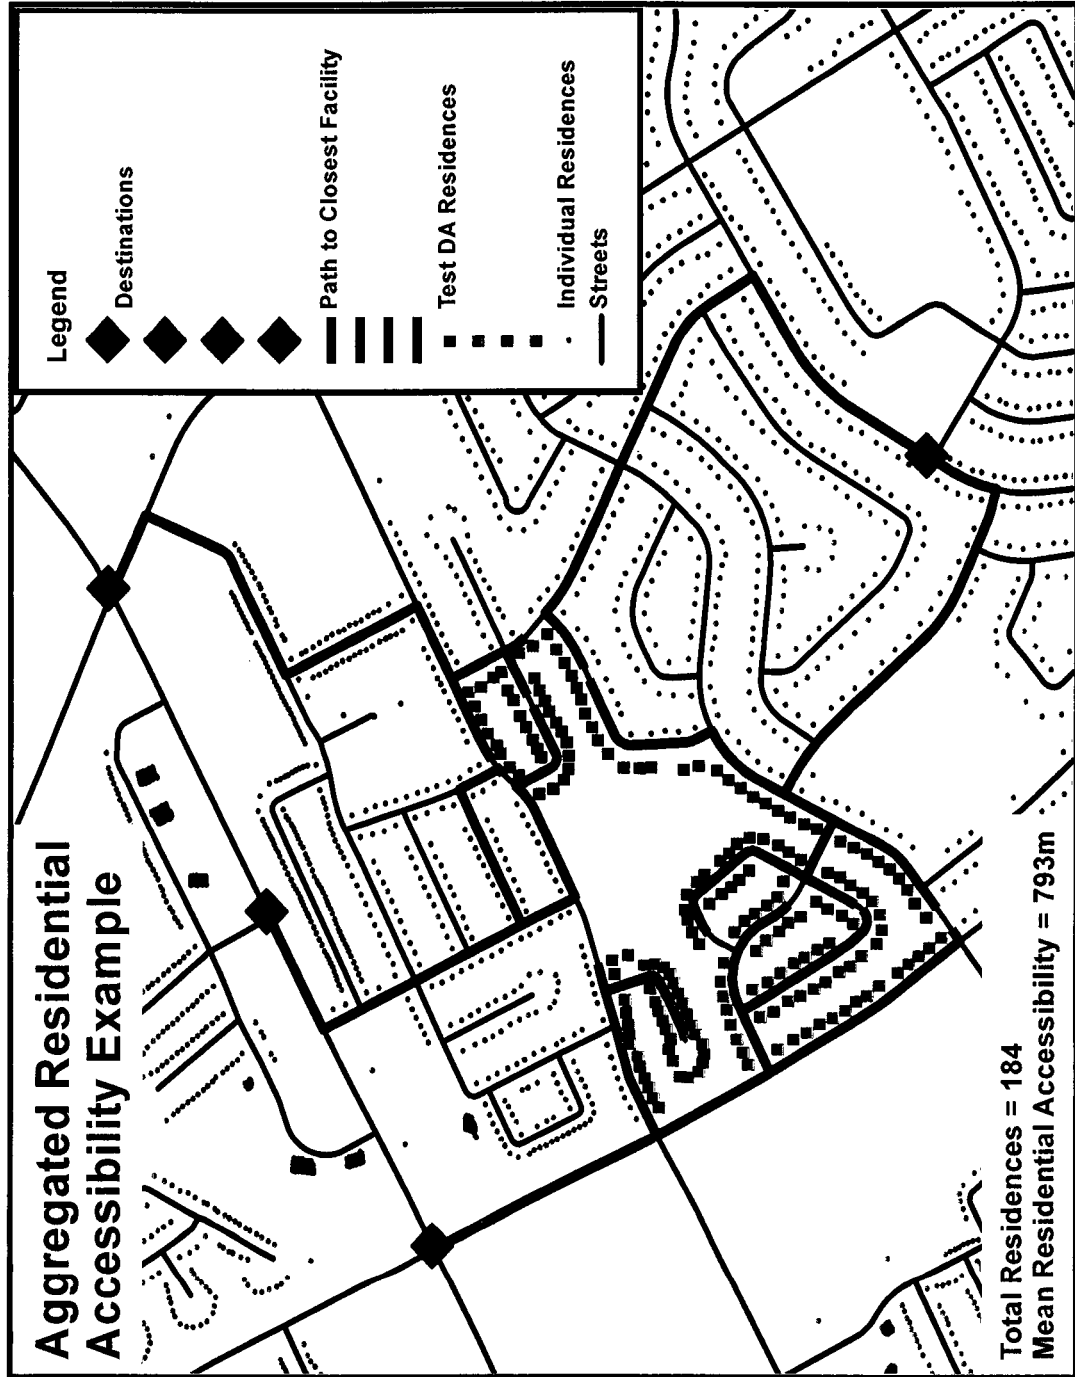 Aggregated Residential
Accessibility Example
Legend
Destinations
Path to Closest Facility
Test DA Residences
Individual Residences
Streets
Total Residences = 184
Mean Residential Accessibility = 793m